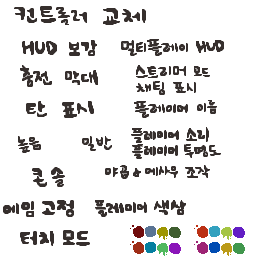 컨트롤러 교체
HUD 보강 멀티플레이 HUD
충전 막대 스트리머 모드
채팅 표시
탄 표시 플레이어 이름
높음 일반 플레이어 소리
플레이어 투명도
콘솔 야곱 & 에사우 조작
에임 고정 플레이어 색상
터치 모드